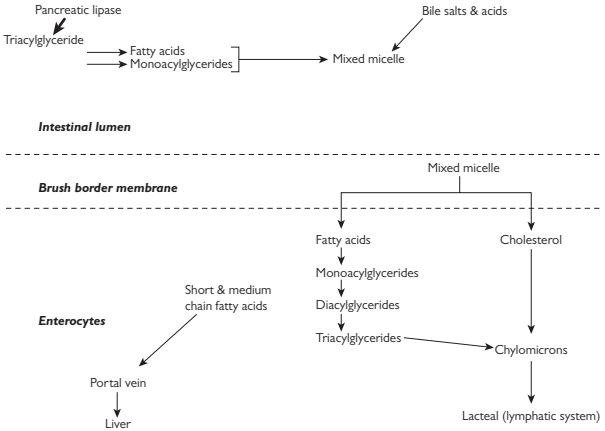 Pancreatic lipase
Bile salts & acids
Triacylglyceride
Fatty acids
Monoacylglycerides
Mixed micelle
Intestinal lumen
Mixed micelle
Brush border membrane
Fatty acids
Cholesterol
Monoacylglycerides
Short & medium
chain fatty acids
Diacylglycerides
Enterocytes
Triacylglycerides
Chylomicrons
Portal vein
Lacteal (lymphatic system)
Liver